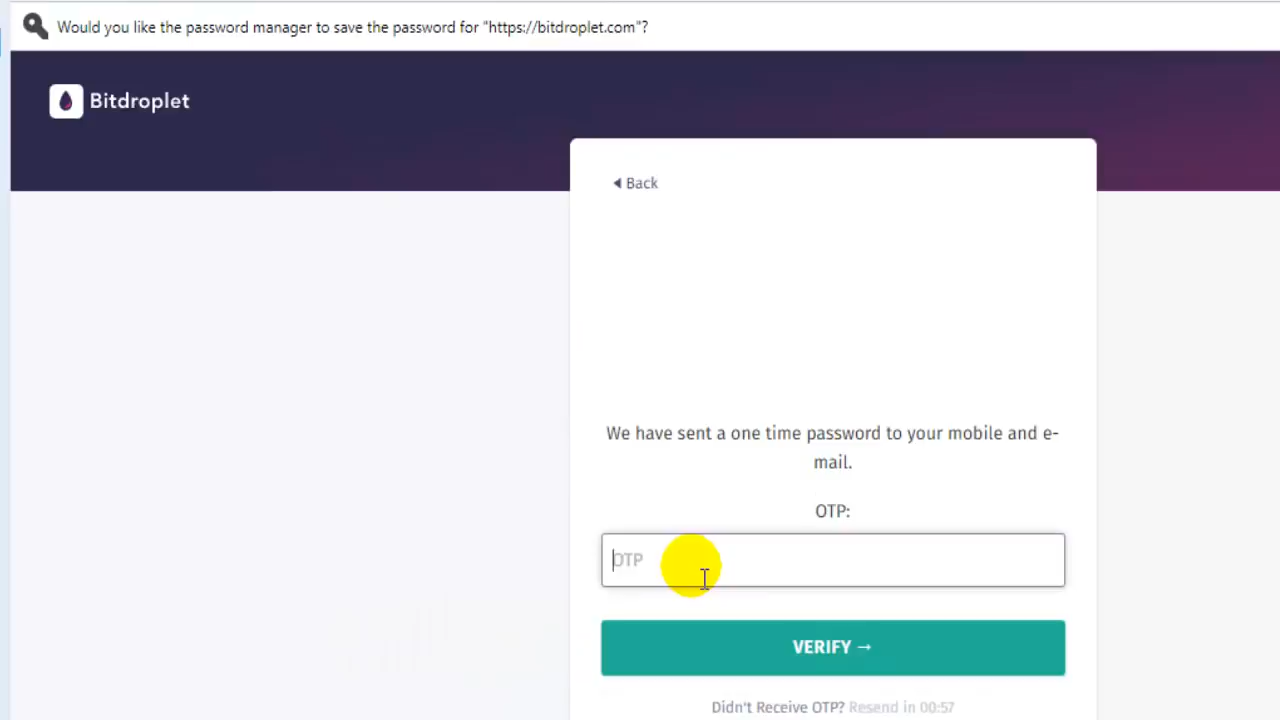 Would you like the password manager to save the password for "https://bitdroplet.com"?
Bitdroplet
Back
We have sent a one time password to your mobile and e-
mail.
OTP:
OTP
VERIFY →
Didn't Receive OTP? Resend in 00:57